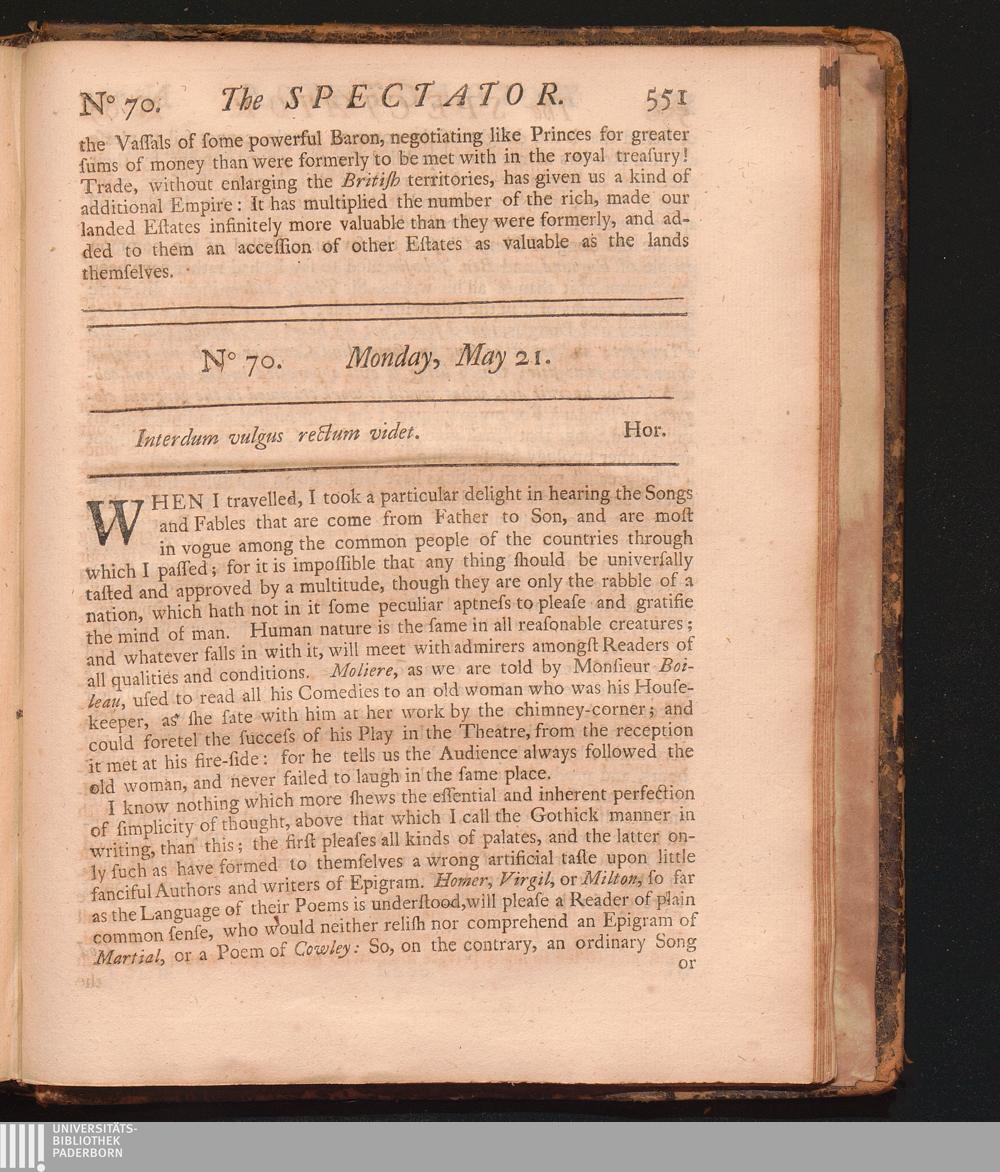 No 70. The SPECTATOR. 551
the Vaſſals of ſome powerful Baron, negotiating like Princes for greater
ſums of money than were formerly to be met with in the royal treaſury!
Trade, without enlarging the Britiſh territories, has given us a kind of
additional Empire: It has multiplied the number of the rich, made our
landed Eſtates infinitely more valuable than they were formerly, and ad-
ded to them an acceſſion of other Eſtates as valuable as the lands
themſelves.
No 70. Monday, May 21.
Interdum vulgus rectum videt. Hor.
WHEN I travelled, I took a particular delight in hearing the Songs
and Fables that are come from Father to Son, and are moſt
in vogue among the common people of the countries through
which I paſſed; for it is impoſſible that any thing ſhould be univerſally
taſted and approved by a multitude, though they are only the rabble of a
nation, which hath not in it ſome peculiar aptneſs to pleaſe and gratifie
the mind of man. Human nature is the ſame in all reaſonable creatures;
and whatever falls in with it, will meet with admirers amongſt Readers of
all qualities and conditions. Moliere, as we are told by Monſieur Boi-
leau, uſed to read all his Comedies to an old woman who was his Houſe-
keeper, as ſhe ſate with him at her work by the chimney-corner; and
could foretel the ſucceſs of his Play in the Theatre, from the reception
it met at his fire-ſide: for he tells us the Audience always followed the
old woman, and never failed to laugh in the ſame place.
I know nothing which more ſhews the eſſential and inherent perfection
of ſimplicity of thought, above that which I call the Gothick manner in
writing, than this; the firſt pleaſes all kinds of palates, and the latter on-
ly ſuch as have formed to themſelves a wrong artificial taſte upon little
fanciful Authors and writers of Epigram. Homer, Virgil, or Milton, ſo far
as the Language of their Poems is underſtood, will pleaſe a Reader of plain
common ſenſe, who would neither reliſh nor comprehend an Epigram of
Martial, or a Poem of Cowley: So, on the contrary, an ordinary Song
or
UNIVERSITÄTS-
BIBLIOTHEK
PADERBORN